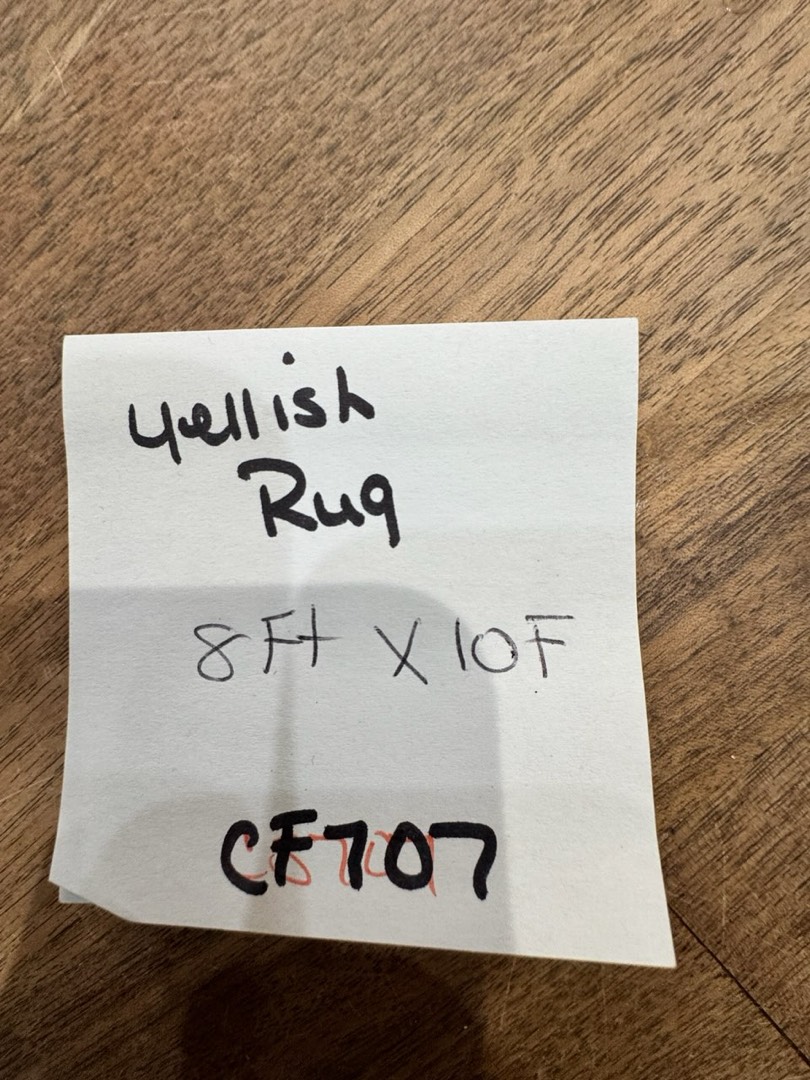 yellish
Rug
8Ft X 10F
CF707